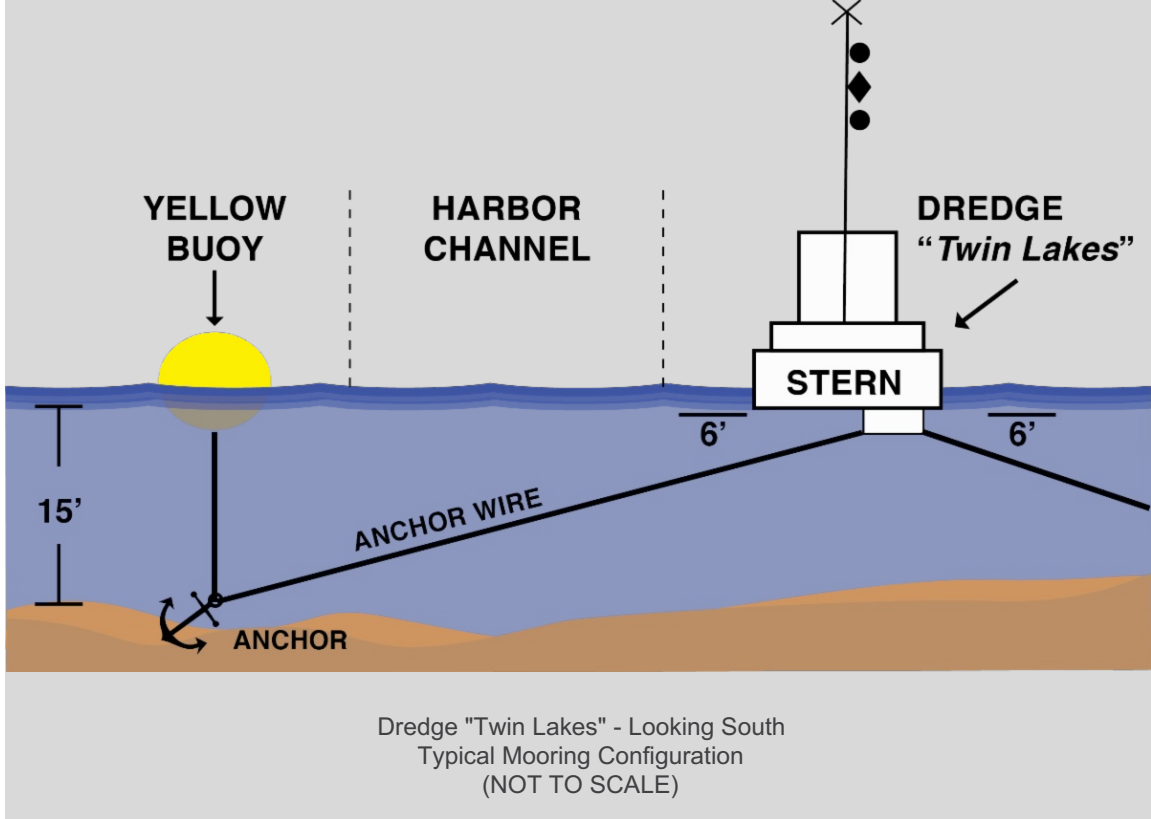 YELLOW
BUOY
HARBOR
CHANNEL
DREDGE
“Twin Lakes”
STERN
6’
6’
15’
ANCHOR WIRE
ANCHOR
Dredge "Twin Lakes" - Looking South
Typical Mooring Configuration
(NOT TO SCALE)